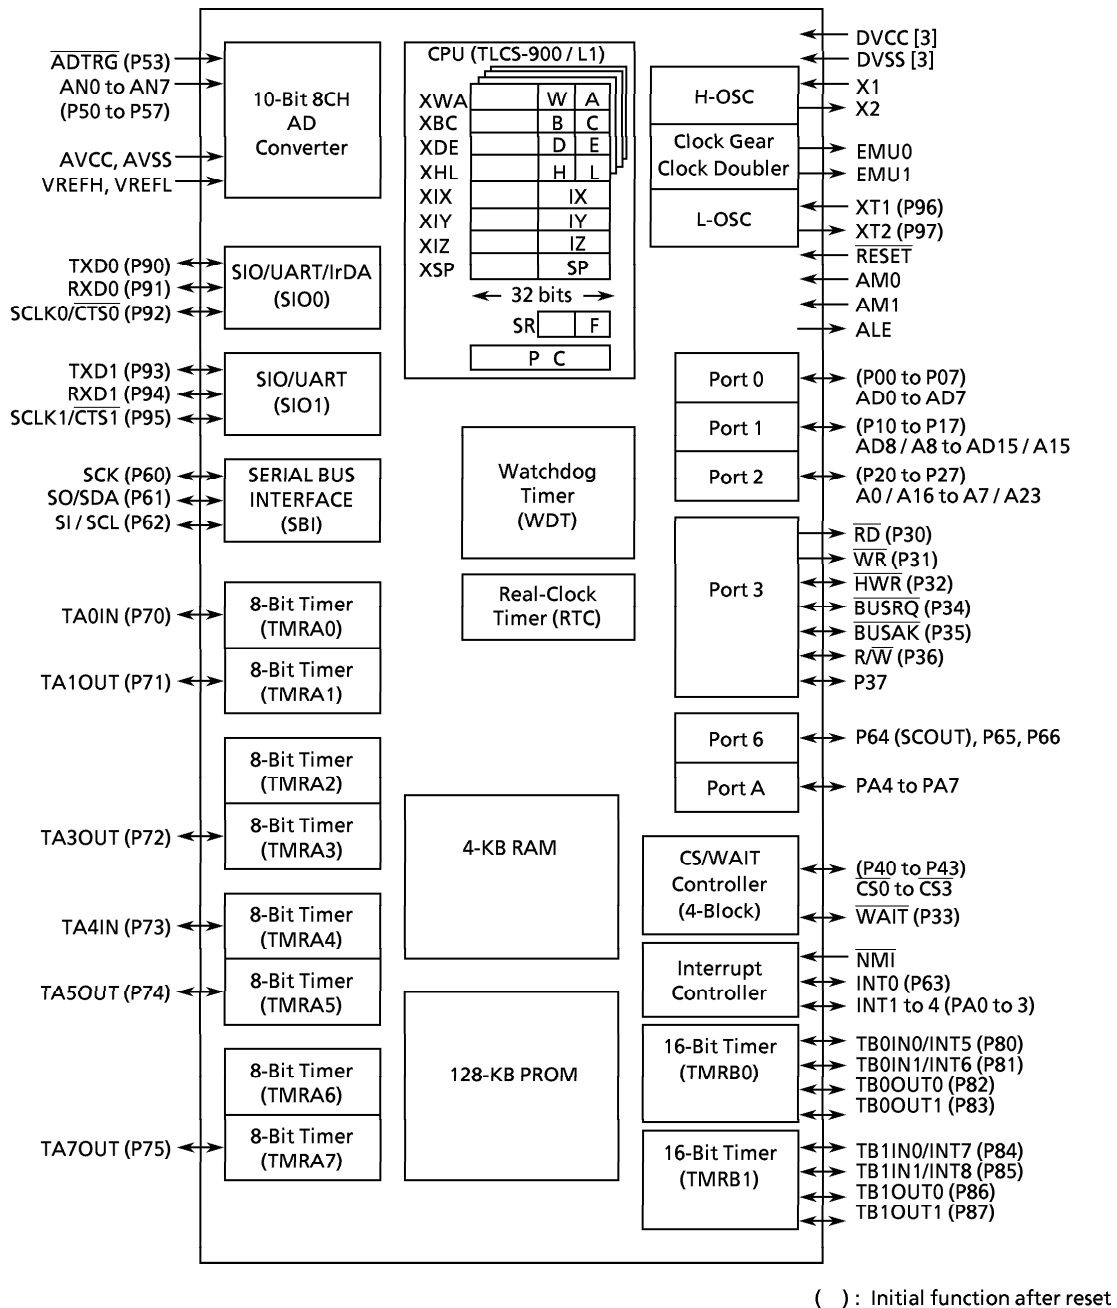 ADTRG (P53)
AN0 to AN7
(P50 to P57)
AVCC, AVSS
VREFH, VREFL
10-Bit 8CH
AD
Converter
TXD0 (P90)
RXD0 (P91)
SCLK0/CTS0 (P92)
SIO/UART/IrDA
(SIO0)
TXD1 (P93)
RXD1 (P94)
SCLK1/CTS1 (P95)
SIO/UART
(SIO1)
SCK (P60)
SO/SDA (P61)
SI / SCL (P62)
SERIAL BUS
INTERFACE
(SBI)
TA0IN (P70)
8-Bit Timer
(TMRA0)
TA1OUT (P71)
8-Bit Timer
(TMRA1)
8-Bit Timer
(TMRA2)
TA3OUT (P72)
8-Bit Timer
(TMRA3)
TA4IN (P73)
8-Bit Timer
(TMRA4)
TA5OUT (P74)
8-Bit Timer
(TMRA5)
8-Bit Timer
(TMRA6)
TA7OUT (P75)
8-Bit Timer
(TMRA7)
CPU (TLCS-900 / L1)
XWA W A
XBC B C
XDE D E
XHL H L
XIX IX
XIY IY
XIZ IZ
XSP SP
32 bits
SR F
P C
Watchdog
Timer
(WDT)
Real-Clock
Timer (RTC)
4-KB RAM
128-KB PROM
H-OSC
Clock Gear
Clock Doubler
L-OSC
DVCC [3]
DVSS [3]
X1
X2
EMU0
EMU1
XT1 (P96)
XT2 (P97)
RESET
AM0
AM1
ALE
Port 0
(P00 to P07)
AD0 to AD7
Port 1
(P10 to P17)
AD8 / A8 to AD15 / A15
Port 2
(P20 to P27)
A0 / A16 to A7 / A23
Port 3
RD (P30)
WR (P31)
HWR (P32)
BUSRQ (P34)
BUSAK (P35)
R/W (P36)
P37
Port 6
P64 (SCOUT), P65, P66
Port A
PA4 to PA7
CS/WAIT
Controller
(4-Block)
(P40 to P43)
CS0 to CS3
WAIT (P33)
Interrupt
Controller
NMI
INT0 (P63)
INT1 to 4 (PA0 to 3)
16-Bit Timer
(TMRB0)
TB0IN0/INT5 (P80)
TB0IN1/INT6 (P81)
TB0OUT0 (P82)
TB0OUT1 (P83)
16-Bit Timer
(TMRB1)
TB1IN0/INT7 (P84)
TB1IN1/INT8 (P85)
TB1OUT0 (P86)
TB1OUT1 (P87)
( ) : Initial function after reset